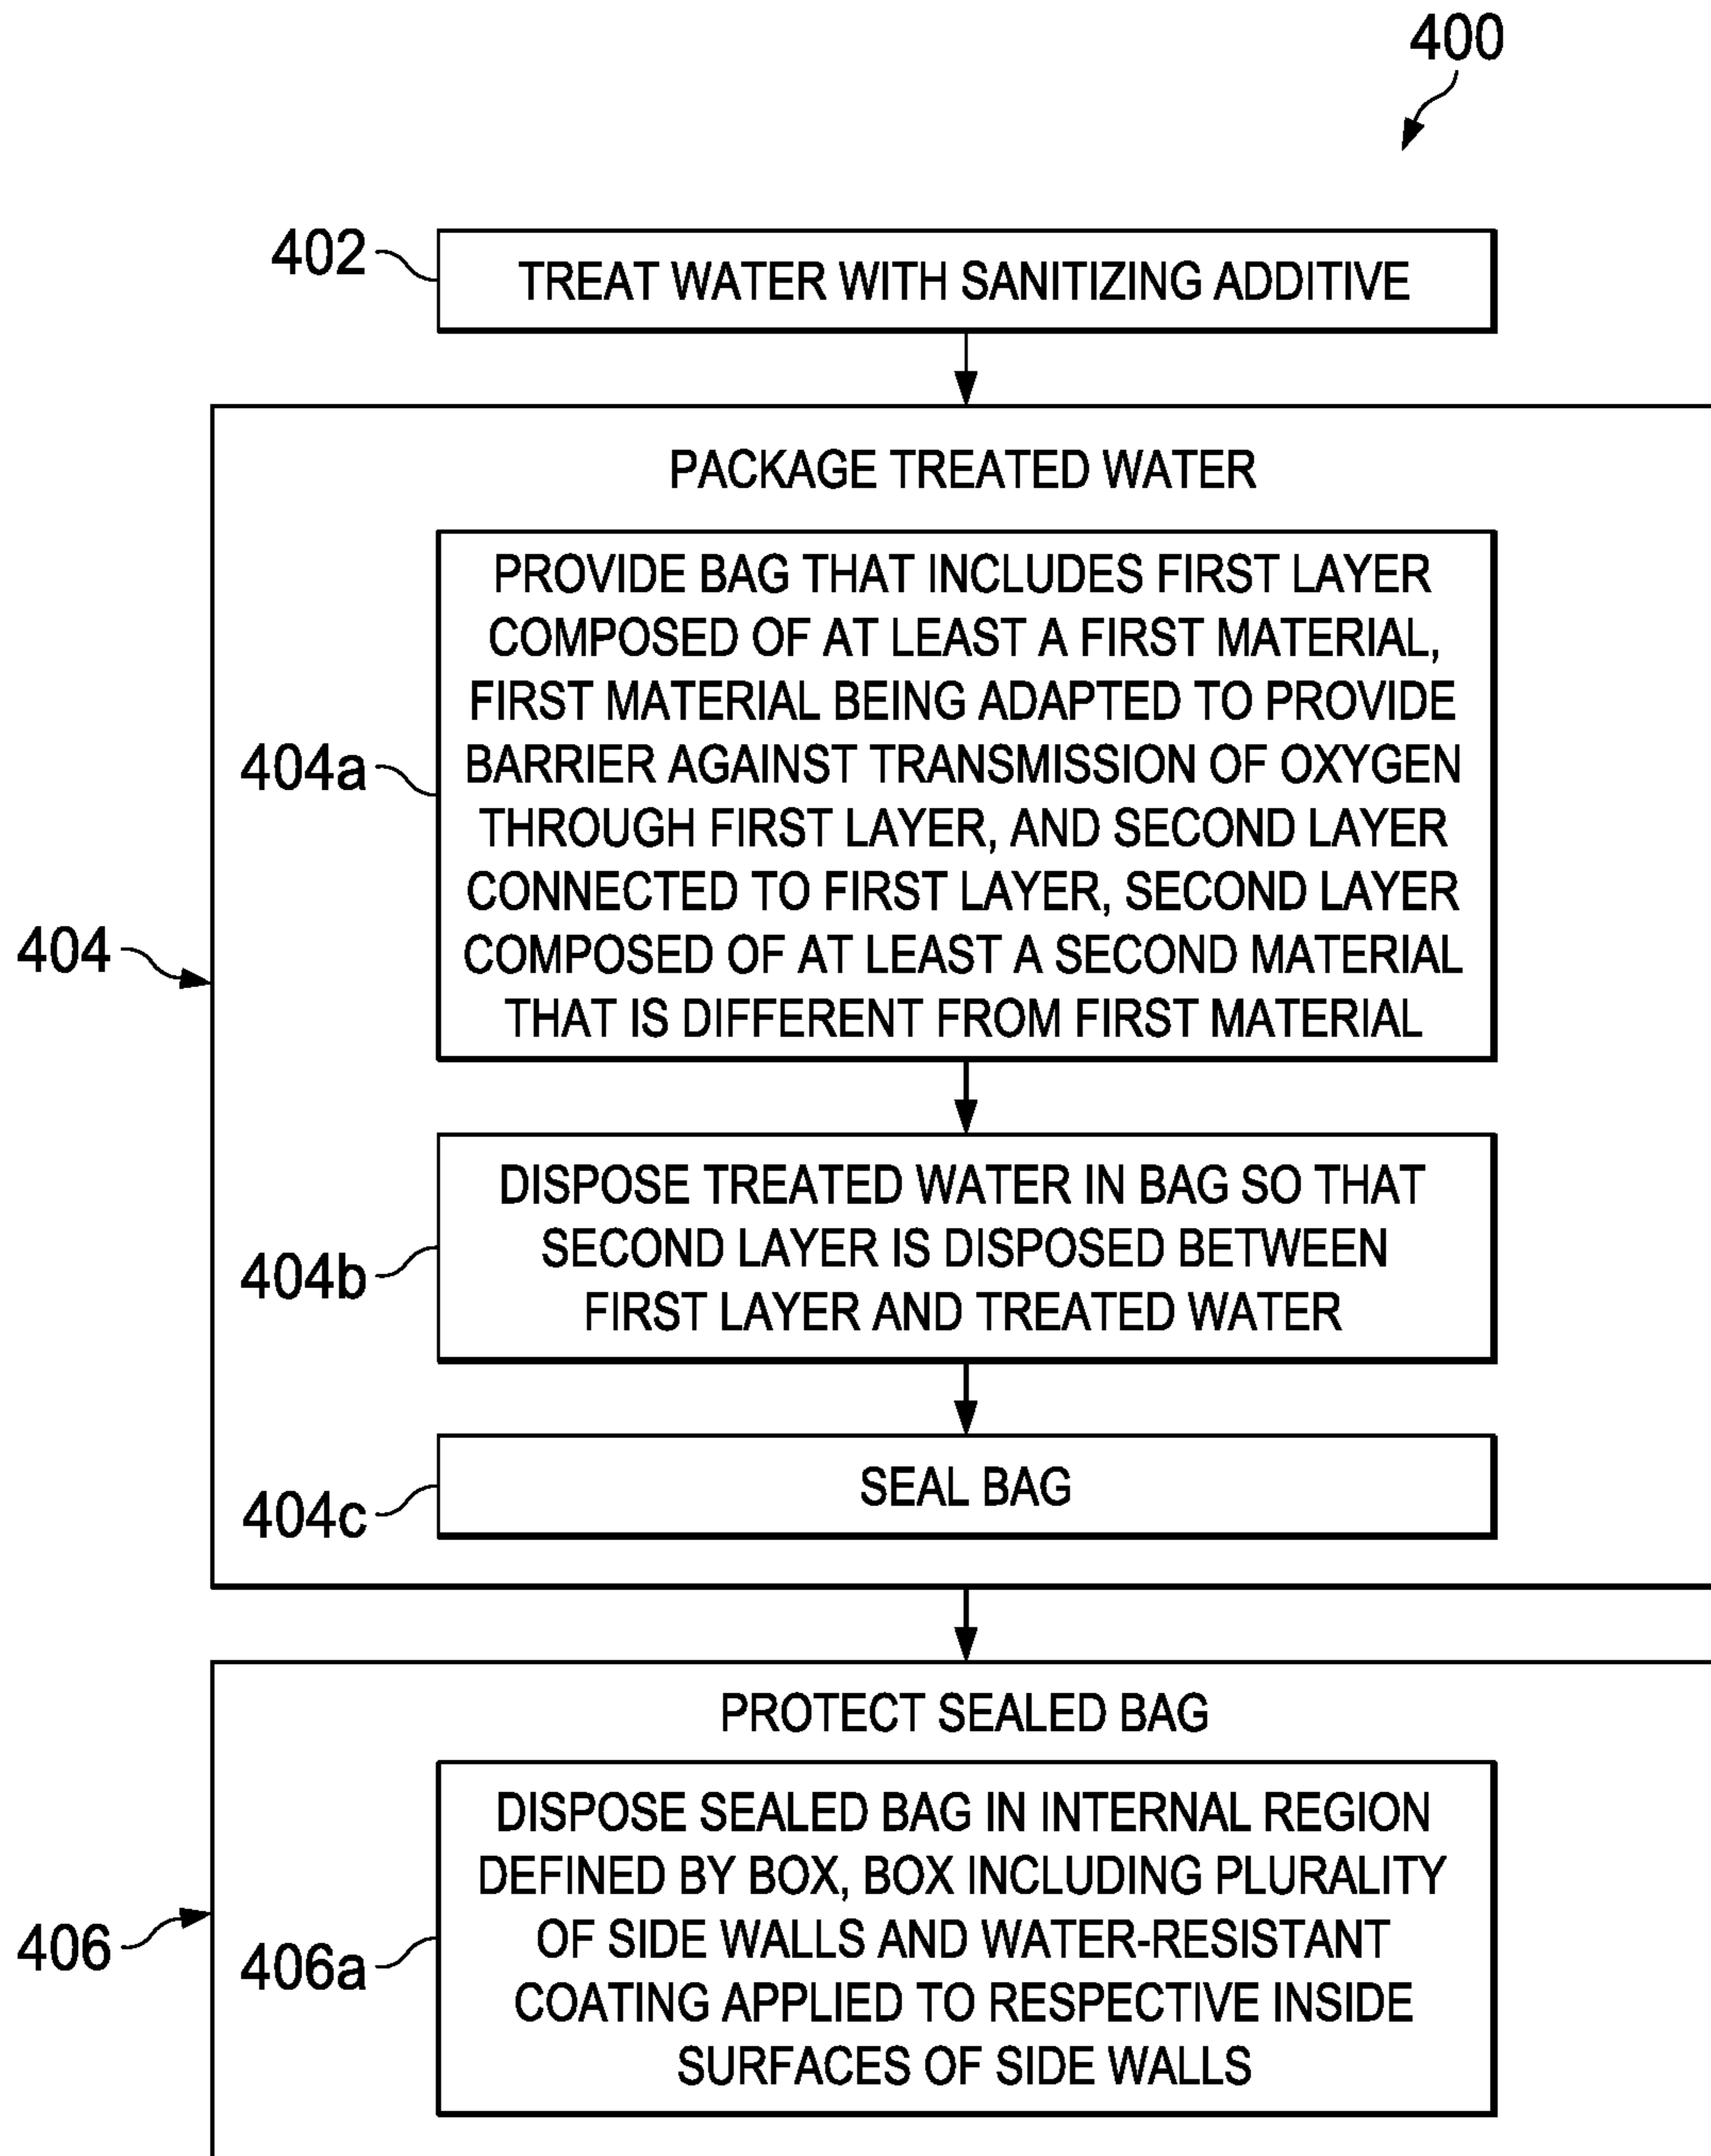 400
402
TREAT WATER WITH SANITIZING ADDITIVE
PACKAGE TREATED WATER
PROVIDE BAG THAT INCLUDES FIRST LAYER
COMPOSED OF AT LEAST A FIRST MATERIAL,
FIRST MATERIAL BEING ADAPTED TO PROVIDE
404a
BARRIER AGAINST TRANSMISSION OF OXYGEN
THROUGH FIRST LAYER, AND SECOND LAYER
CONNECTED TO FIRST LAYER, SECOND LAYER
404
COMPOSED OF AT LEAST A SECOND MATERIAL
THAT IS DIFFERENT FROM FIRST MATERIAL
DISPOSE TREATED WATER IN BAG SO THAT
SECOND LAYER IS DISPOSED BETWEEN
404b
FIRST LAYER AND TREATED WATER
SEAL BAG
404c
PROTECT SEALED BAG
DISPOSE SEALED BAG IN INTERNAL REGION
DEFINED BY BOX, BOX INCLUDING PLURALITY
406
OF SIDE WALLS AND WATER-RESISTANT
406a
COATING APPLIED TO RESPECTIVE INSIDE
SURFACES OF SIDE WALLS